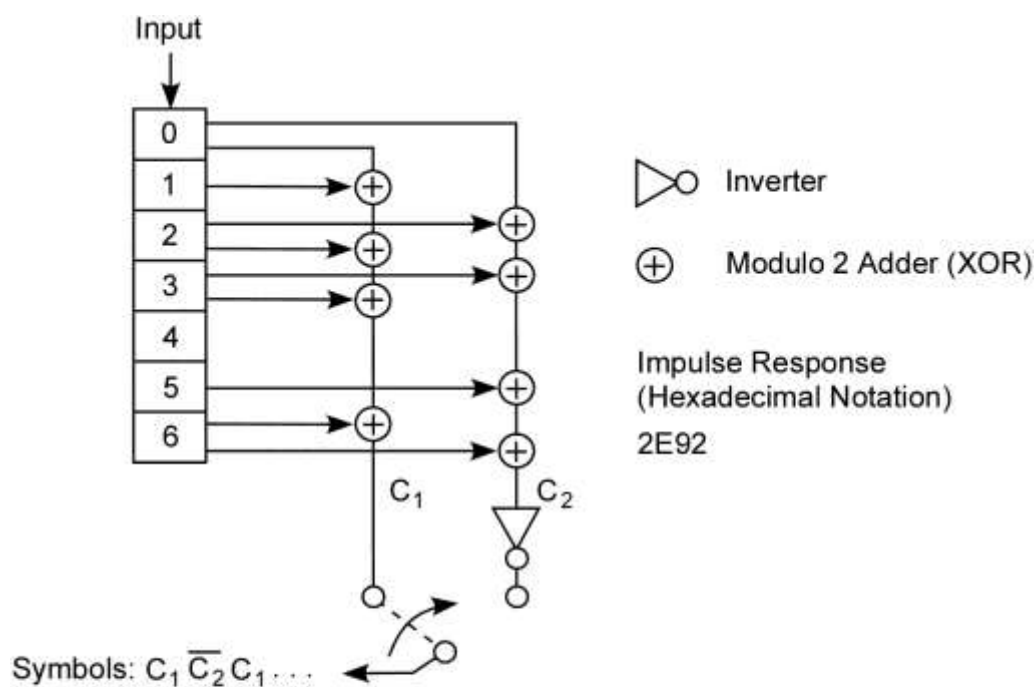 Input
0
1
2
3
4
5
6
Inverter
+ Modulo 2 Adder (XOR)
Impulse Response
(Hexadecimal Notation)
2E92
C₁
C₂
Symbols: C₁ C̅₂ C₁ . . .